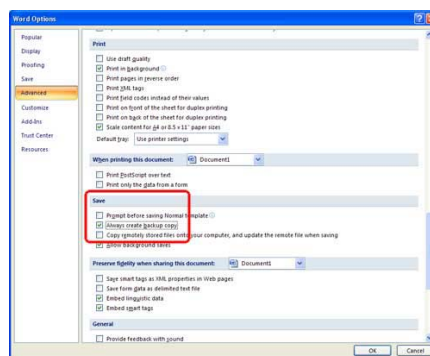 Word Options
Popular
Display
Proofing
Save
Advanced
Customize
Add-Ins
Trust Center
Resources
Print
Use draft quality
Print in background
Print pages in reverse order
Print XML tags
Print field codes instead of their values
Print on front of the sheet for duplex printing
Print on back of the sheet for duplex printing
Scale content for A4 or 8.5 x 11" paper sizes
Default tray: Use printer settings
When printing this document: Document1
Print PostScript over text
Print only the data from a form
Save
Prompt before saving Normal template
Always create backup copy
Copy remotely stored files onto your computer, and update the remote file when saving
Allow background saves
Preserve fidelity when sharing this document: Document1
Save smart tags as XML properties in Web pages
Save form data as delimited text file
Embed linguistic data
Embed smart tags
General
Provide feedback with sound
OK Cancel